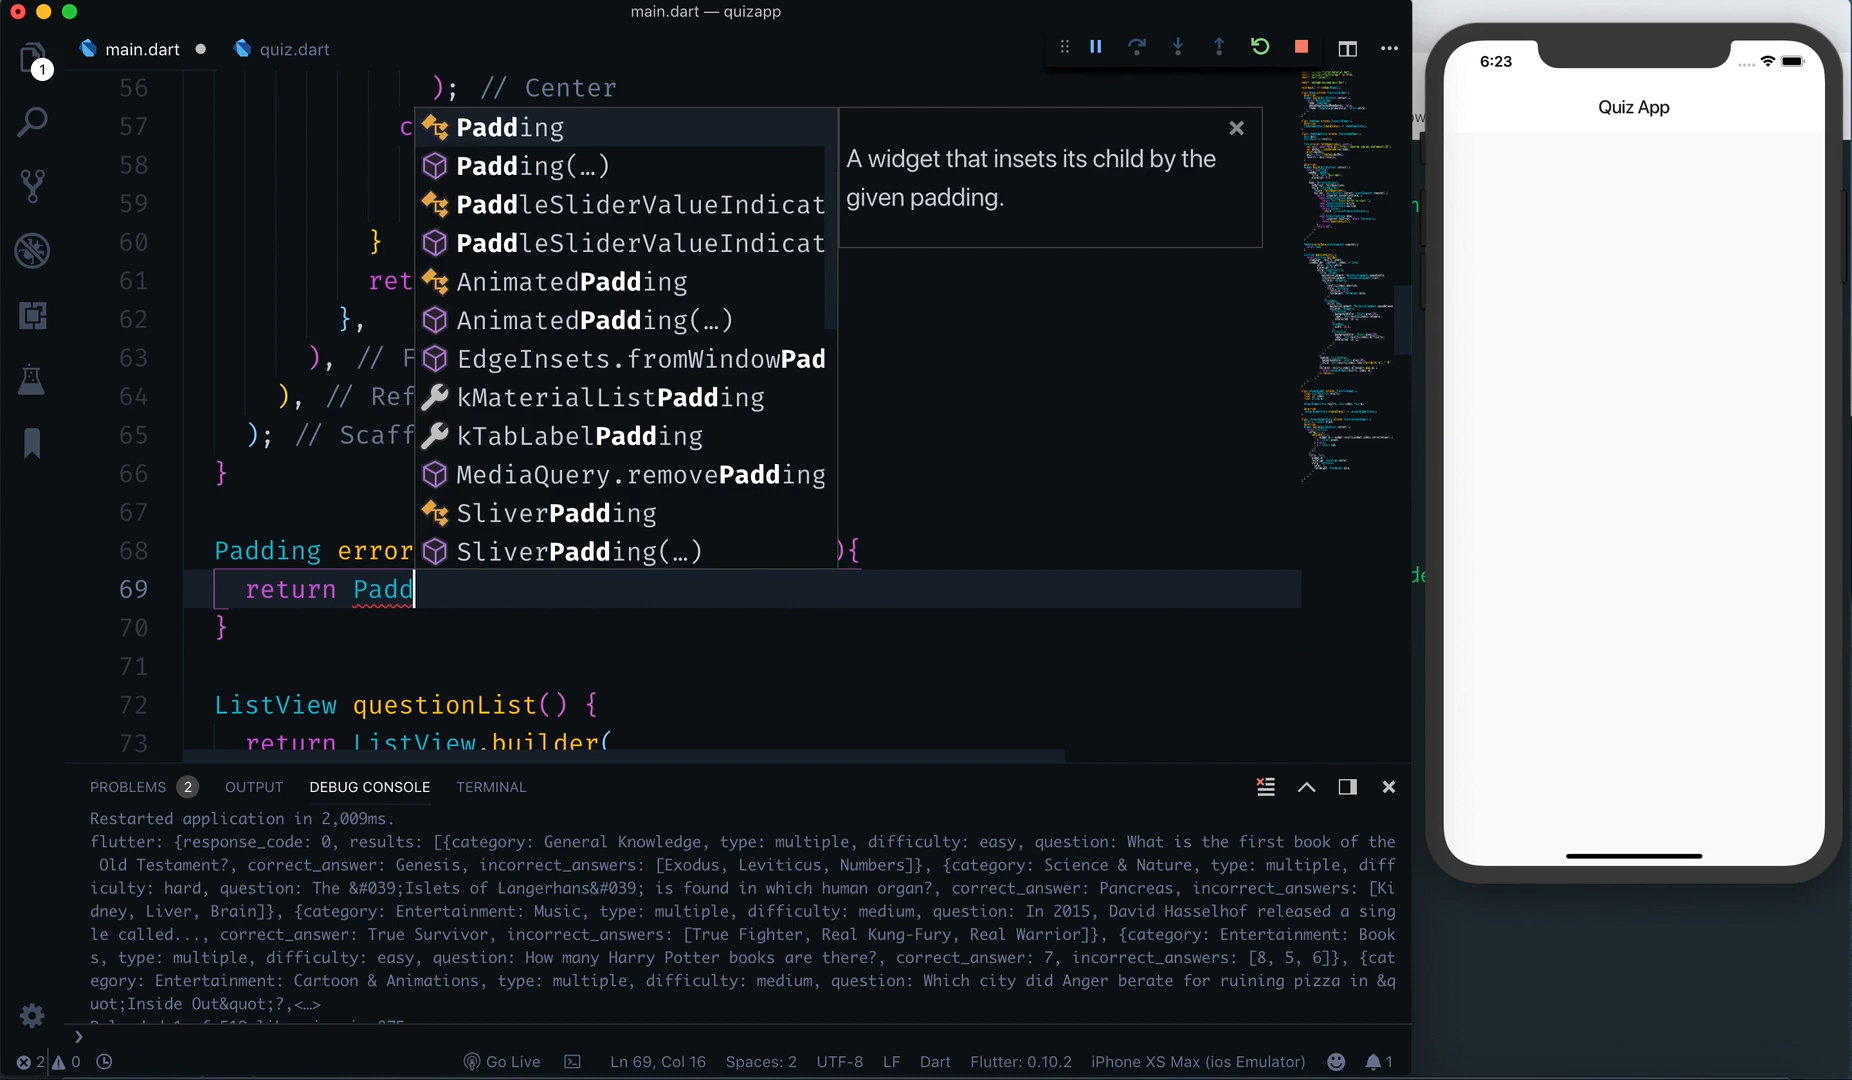 main.dart — quizapp
main.dart
quiz.dart
1
56 ); // Center
57 c
58
59
60 }
61 ret
62 },
63 ), // F
64 ), // Ref
65 ); // Scaff
66 }
67
68 Padding error ){
69 return Padd
70 }
71
72 ListView questionList() {
73 return ListView.builder(
Padding
Padding(…)
PaddleSliderValueIndicat
PaddleSliderValueIndicat
AnimatedPadding
AnimatedPadding(…)
EdgeInsets.fromWindowPad
kMaterialListPadding
kTabLabelPadding
MediaQuery.removePadding
SliverPadding
SliverPadding(…)
A widget that insets its child by the
given padding.
PROBLEMS 2 OUTPUT DEBUG CONSOLE TERMINAL
Restarted application in 2,009ms.
flutter: {response_code: 0, results: [{category: General Knowledge, type: multiple, difficulty: easy, question: What is the first book of the
Old Testament?, correct_answer: Genesis, incorrect_answers: [Exodus, Leviticus, Numbers]}, {category: Science & Nature, type: multiple, diff
iculty: hard, question: The &#039;Islets of Langerhans&#039; is found in which human organ?, correct_answer: Pancreas, incorrect_answers: [Ki
dney, Liver, Brain]}, {category: Entertainment: Music, type: multiple, difficulty: medium, question: In 2015, David Hasselhof released a sing
le called..., correct_answer: True Survivor, incorrect_answers: [True Fighter, Real Kung-Fury, Real Warrior]}, {category: Entertainment: Book
s, type: multiple, difficulty: easy, question: How many Harry Potter books are there?, correct_answer: 7, incorrect_answers: [8, 5, 6]}, {cat
egory: Entertainment: Cartoon & Animations, type: multiple, difficulty: medium, question: Which city did Anger berate for ruining pizza in &q
uot;Inside Out&quot;?,<…>
2 0 Go Live Ln 69, Col 16 Spaces: 2 UTF-8 LF Dart Flutter: 0.10.2 iPhone XS Max (ios Emulator) 1
6:23
Quiz App